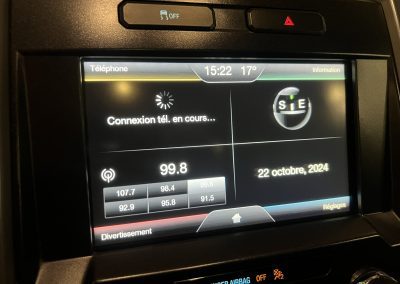 OFF
Téléphone
15:22 17°
Information
Connexion tél. en cours...
S E
99.8
107.7 98.4
92.9 95.8 91.5
22 octobre, 2024
Divertissement
Réglages
AIRBAG OFF